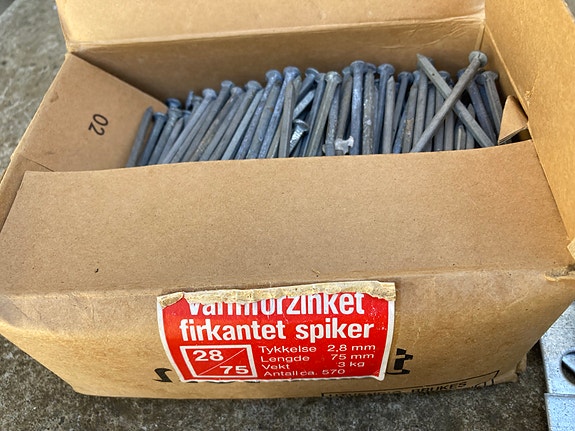 02
varmforzinket
firkantet spiker
28/75
Tykkelse 2,8 mm
Lengde 75 mm
Vekt 3 kg
Antall ca. 570
BRUKES